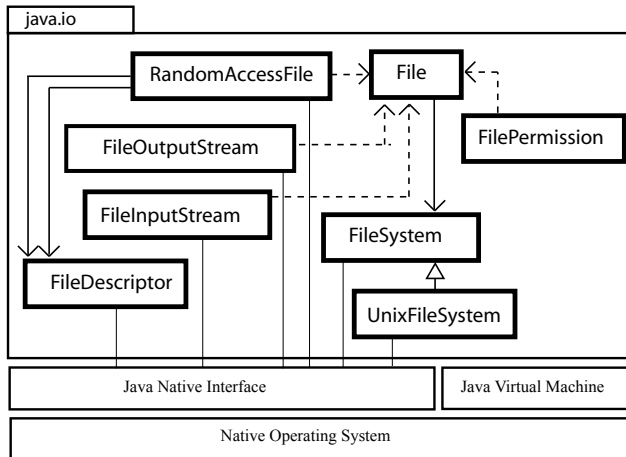 java.io
RandomAccessFile
File
FileOutputStream
FilePermission
FileInputStream
FileSystem
FileDescriptor
UnixFileSystem
Java Native Interface
Java Virtual Machine
Native Operating System